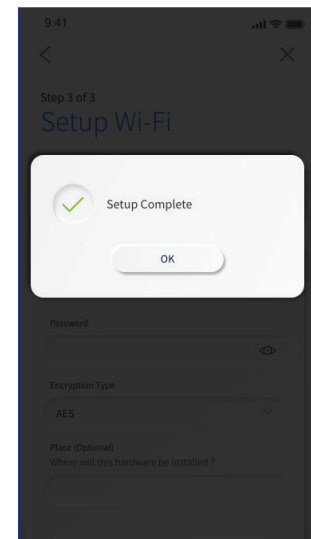 9:41
Step 3 of 3
Setup Wi-Fi
Setup Complete
OK
Password
Encryption Type
AES
Place (Optional)
Where will this hardware be installed ?